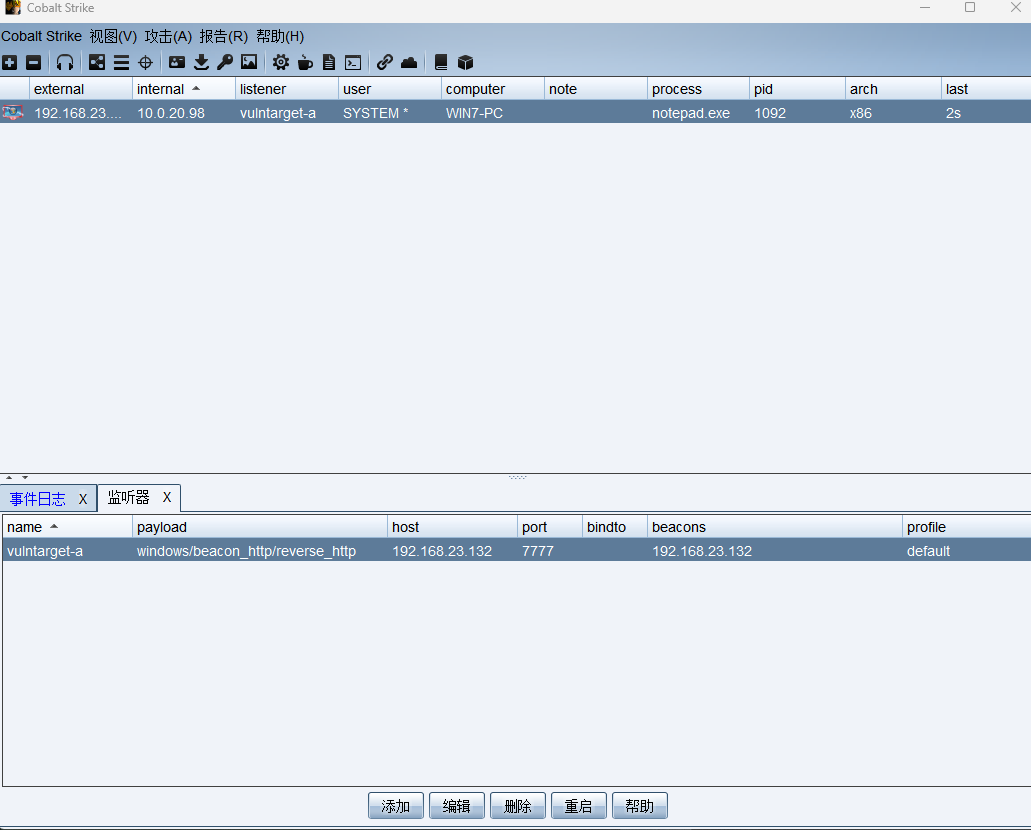 Cobalt Strike
Cobalt Strike 视图(V) 攻击(A) 报告(R) 帮助(H)
external internal listener user computer note process pid arch last
192.168.23.... 10.0.20.98 vulntarget-a SYSTEM * WIN7-PC notepad.exe 1092 x86 2s
事件日志 X 监听器 X
name payload host port bindto beacons profile
vulntarget-a windows/beacon_http/reverse_http 192.168.23.132 7777 192.168.23.132 default
添加 编辑 删除 重启 帮助